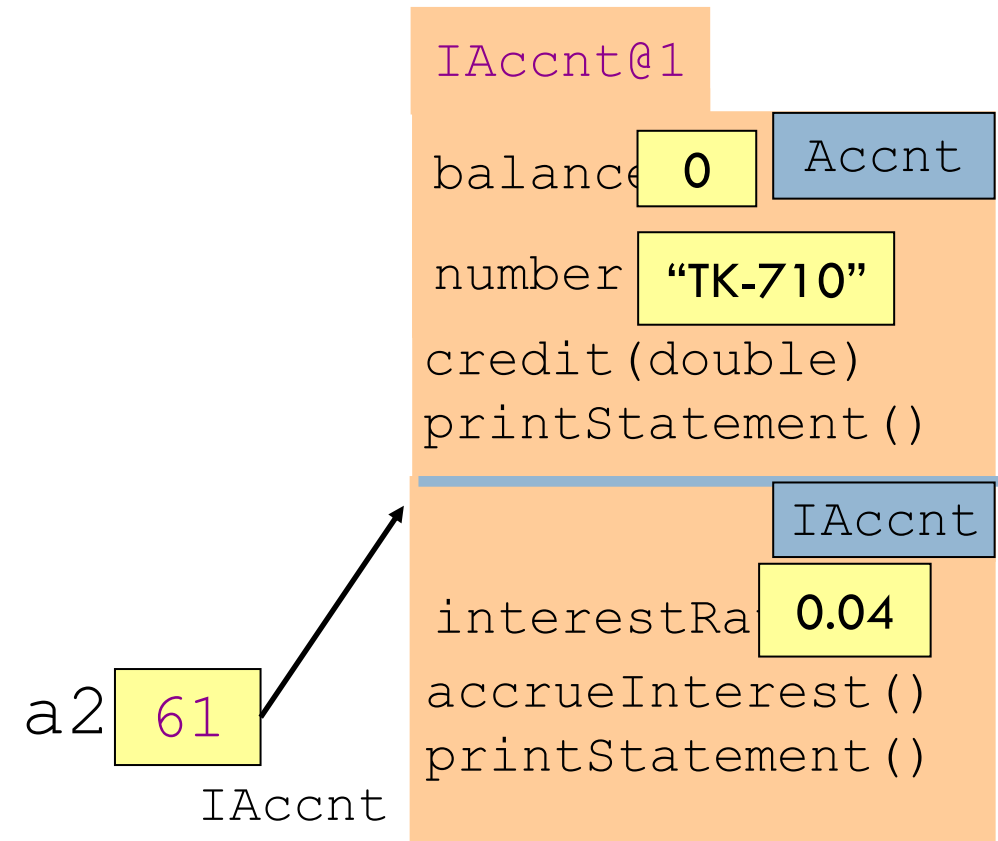 IAccnt@1
balance 0 Accnt
number “TK-710”
credit(double)
printStatement()
IAccnt
interestRa 0.04
accrueInterest()
a2 61
printStatement()
IAccnt